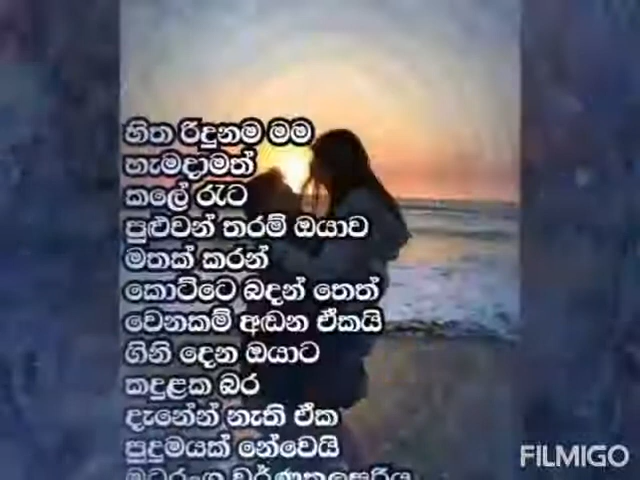 හිත රිදුනම මම
හැමදාමත්
කලේ රෑට
පුළුවන් තරම් ඔයාව
මතක් කරන්
කොට්ටෙ බදන් තෙත්
වෙනකම් අඬන ඒකයි
ගිනි දෙන ඔයාට
කදුළක බර
දැනේන් නැති ඒක
පුදුමයක් නේවෙයි
FILMIGO